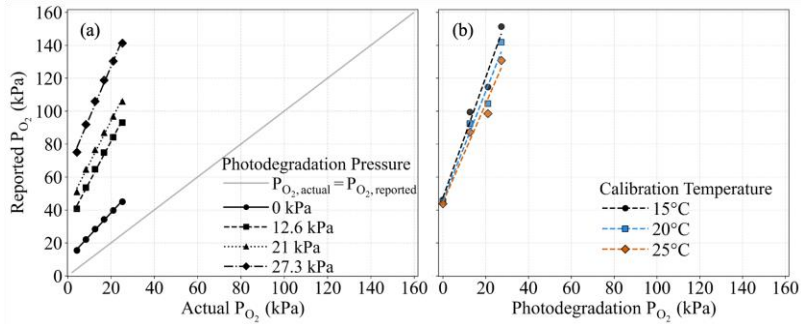 (a)
Reported P_O₂ (kPa)
160
140
120
100
80
60
40
20
0
Photodegradation Pressure
P_O₂, actual = P_O₂, reported
0 kPa
12.6 kPa
21 kPa
27.3 kPa
0 20 40 60 80 100 120 140 160
Actual P_O₂ (kPa)
(b)
Calibration Temperature
15°C
20°C
25°C
0 20 40 60 80 100 120 140 160
Photodegradation P_O₂ (kPa)